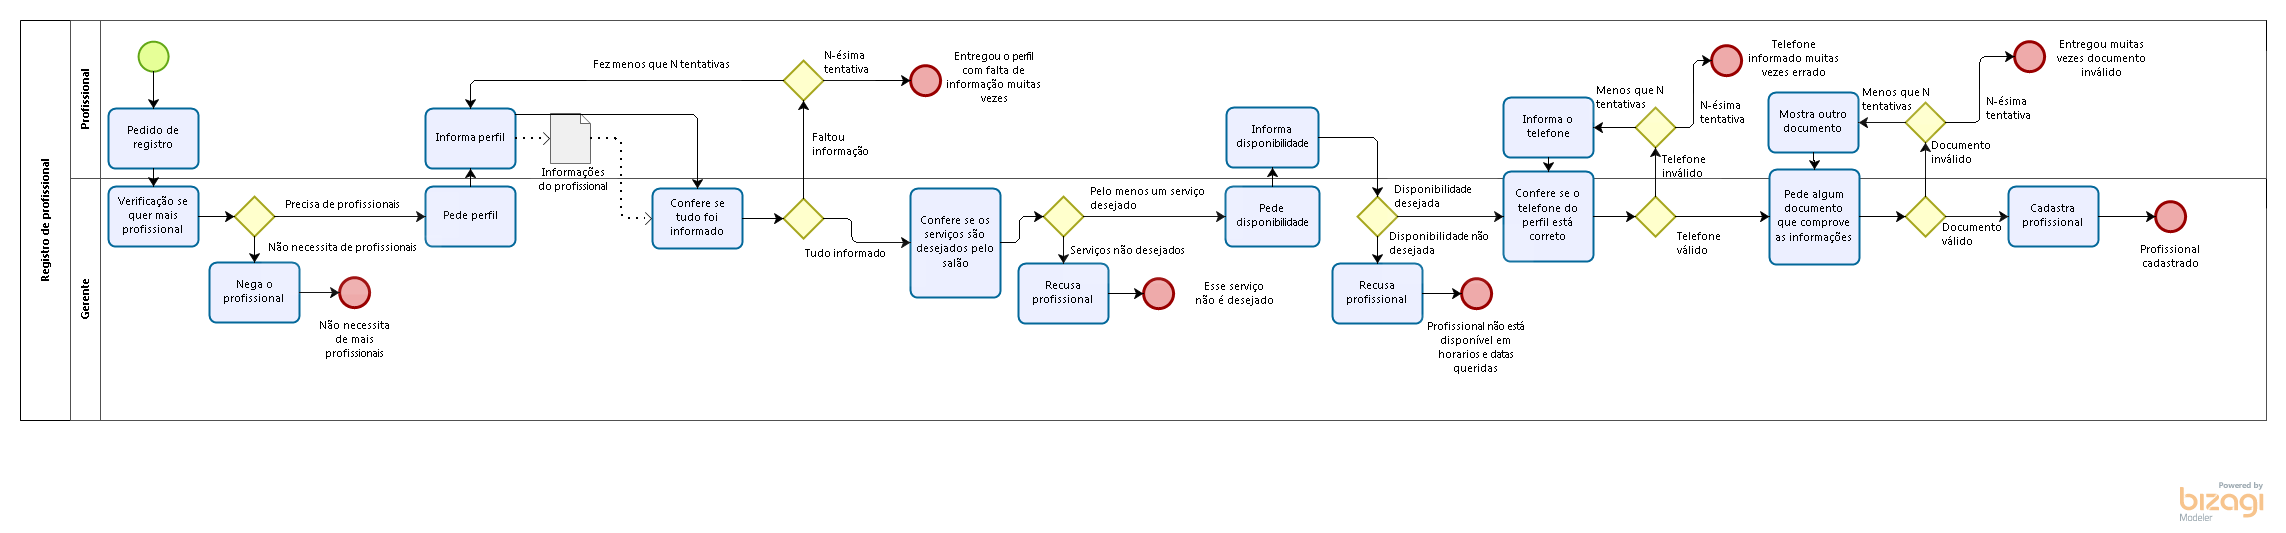 Registro de profissional
Profissional
Gerente
Pedido de
registro
Verificação se
quer mais
profissional
Precisa de profissionais
Não necessita de profissionais
Nega o
profissional
Não necessita
de mais
profissionais
Pede perfil
Informa perfil
Informações
do profissional
Fez menos que N tentativas
N-ésima
tentativa
Entregou o perfil
com falta de
informação muitas
vezes
Faltou
informação
Confere se
tudo foi
informado
Tudo informado
Confere se os
serviços são
desejados pelo
salão
Pelo menos um serviço
desejado
Serviços não desejados
Recusa
profissional
Esse serviço
não é desejado
Pede
disponibilidade
Informa
disponibilidade
Disponibilidade
desejada
Disponibilidade não
desejada
Recusa
profissional
Profissional não está
disponível em
horarios e datas
queridas
Informa o
telefone
Confere se o
telefone do
perfil está
correto
Menos que N
tentativas
N-ésima
tentativa
Telefone
informado muitas
vezes errado
Telefone
inválido
Telefone
válido
Mostra outro
documento
Pede algum
documento
que comprove
as informações
Menos que N
tentativas
N-ésima
tentativa
Entregou muitas
vezes documento
inválido
Documento
inválido
Documento
válido
Cadastra
profissional
Profissional
cadastrado
Powered by
bizagi
Modeler